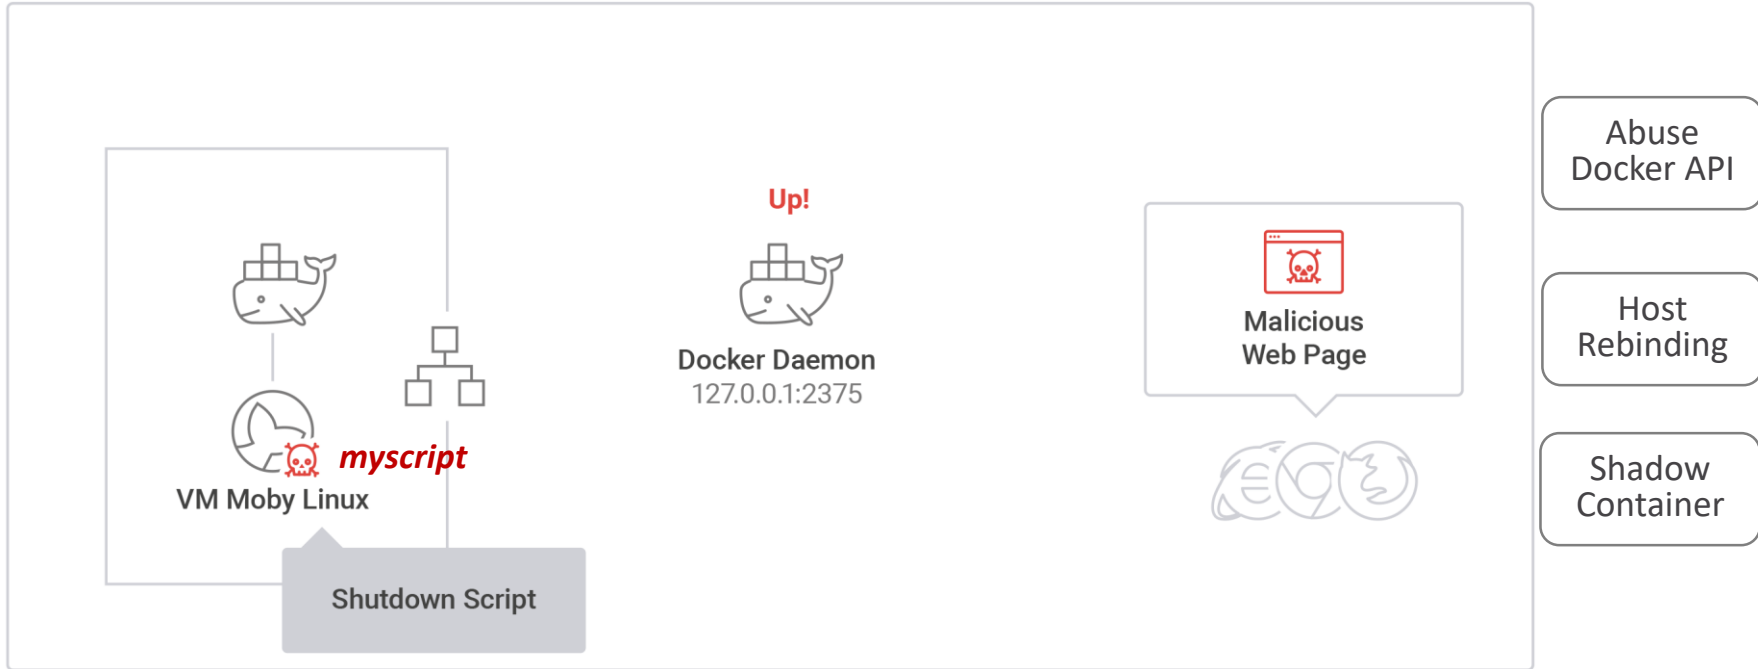 Up!
Docker Daemon
127.0.0.1:2375
myscript
VM Moby Linux
Shutdown Script
Malicious
Web Page
Abuse
Docker API
Host
Rebinding
Shadow
Container